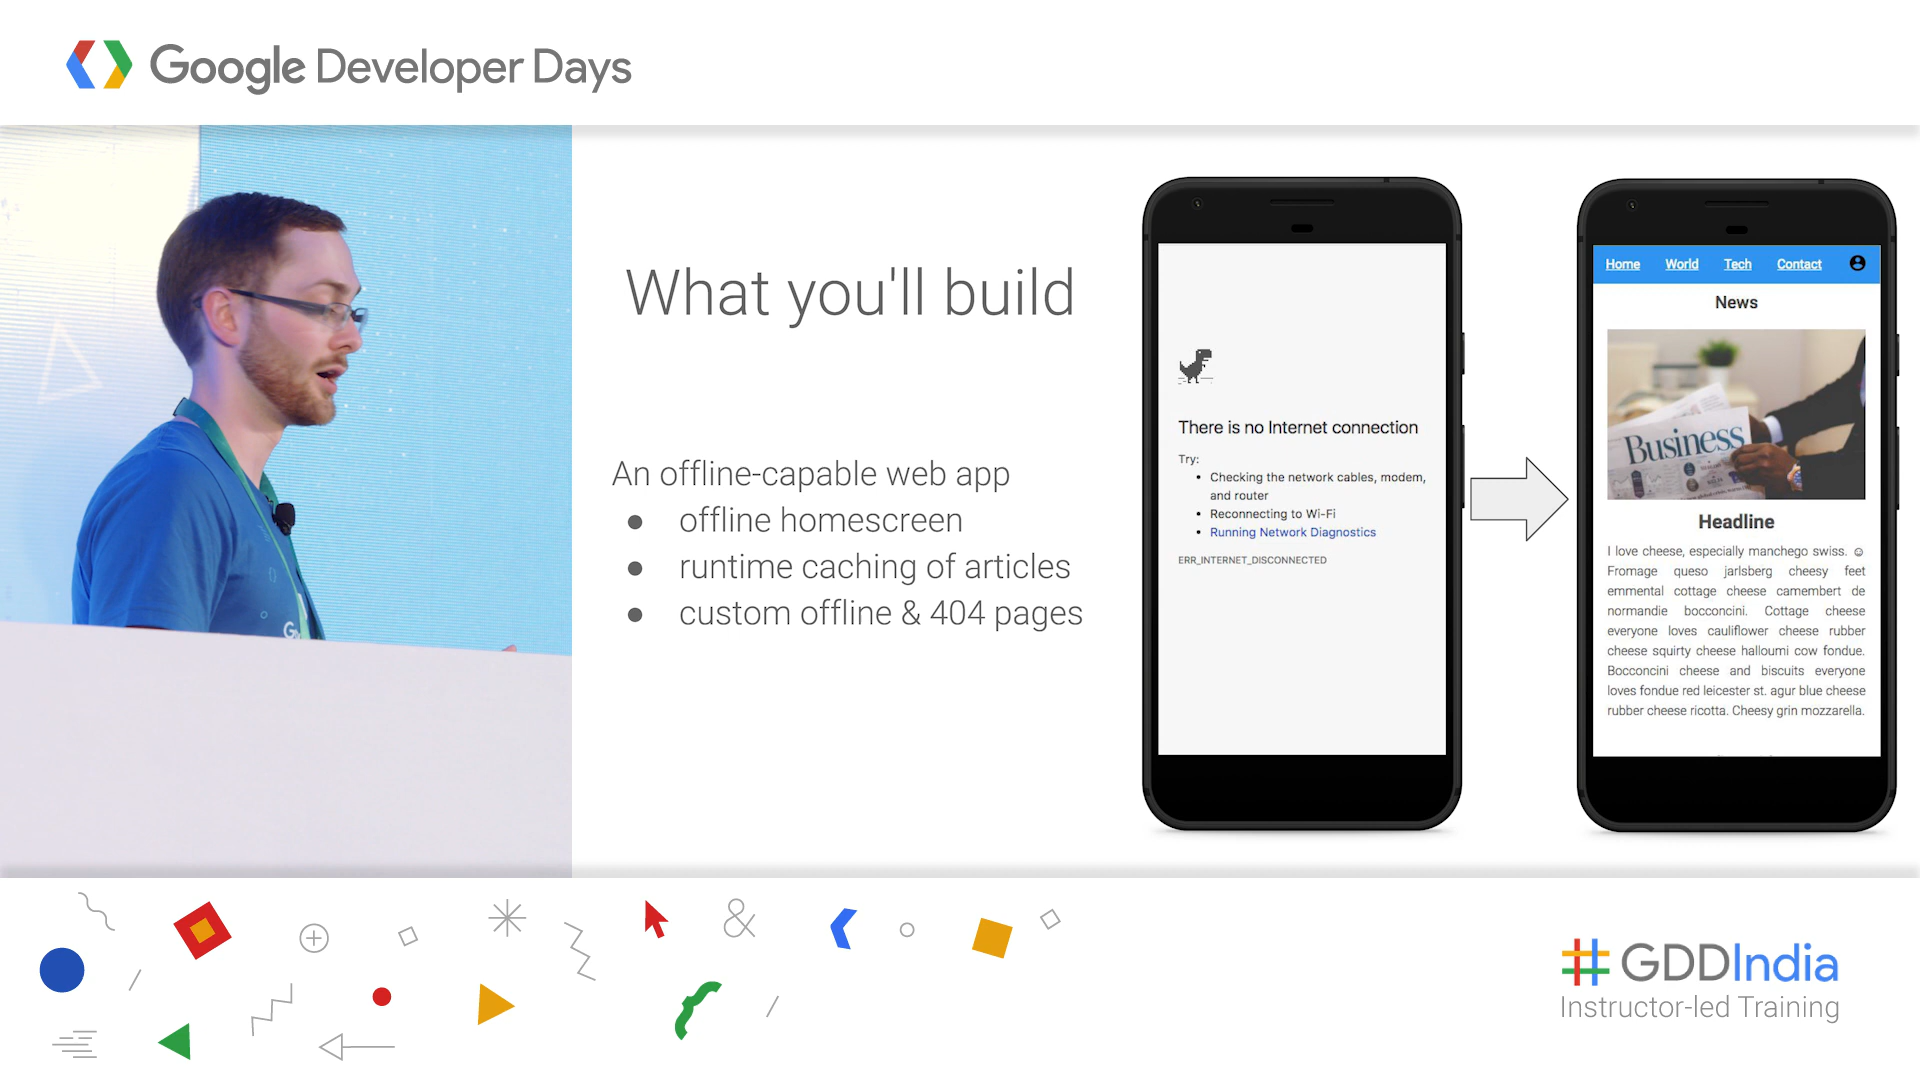 Google Developer Days
What you'll build
An offline-capable web app
● offline homescreen
● runtime caching of articles
● custom offline & 404 pages
There is no Internet connection
Try:
• Checking the network cables, modem,
and router
• Reconnecting to Wi-Fi
• Running Network Diagnostics
ERR_INTERNET_DISCONNECTED
Home World Tech Contact
News
Business
Headline
I love cheese, especially manchego swiss. ☺
Fromage queso jarlsberg cheesy feet
emmental cottage cheese camembert de
normandie bocconcini. Cottage cheese
everyone loves cauliflower cheese rubber
cheese squirty cheese halloumi cow fondue.
Bocconcini cheese and biscuits everyone
loves fondue red leicester st. agur blue cheese
rubber cheese ricotta. Cheesy grin mozzarella.
&
#GDDIndia
Instructor-led Training